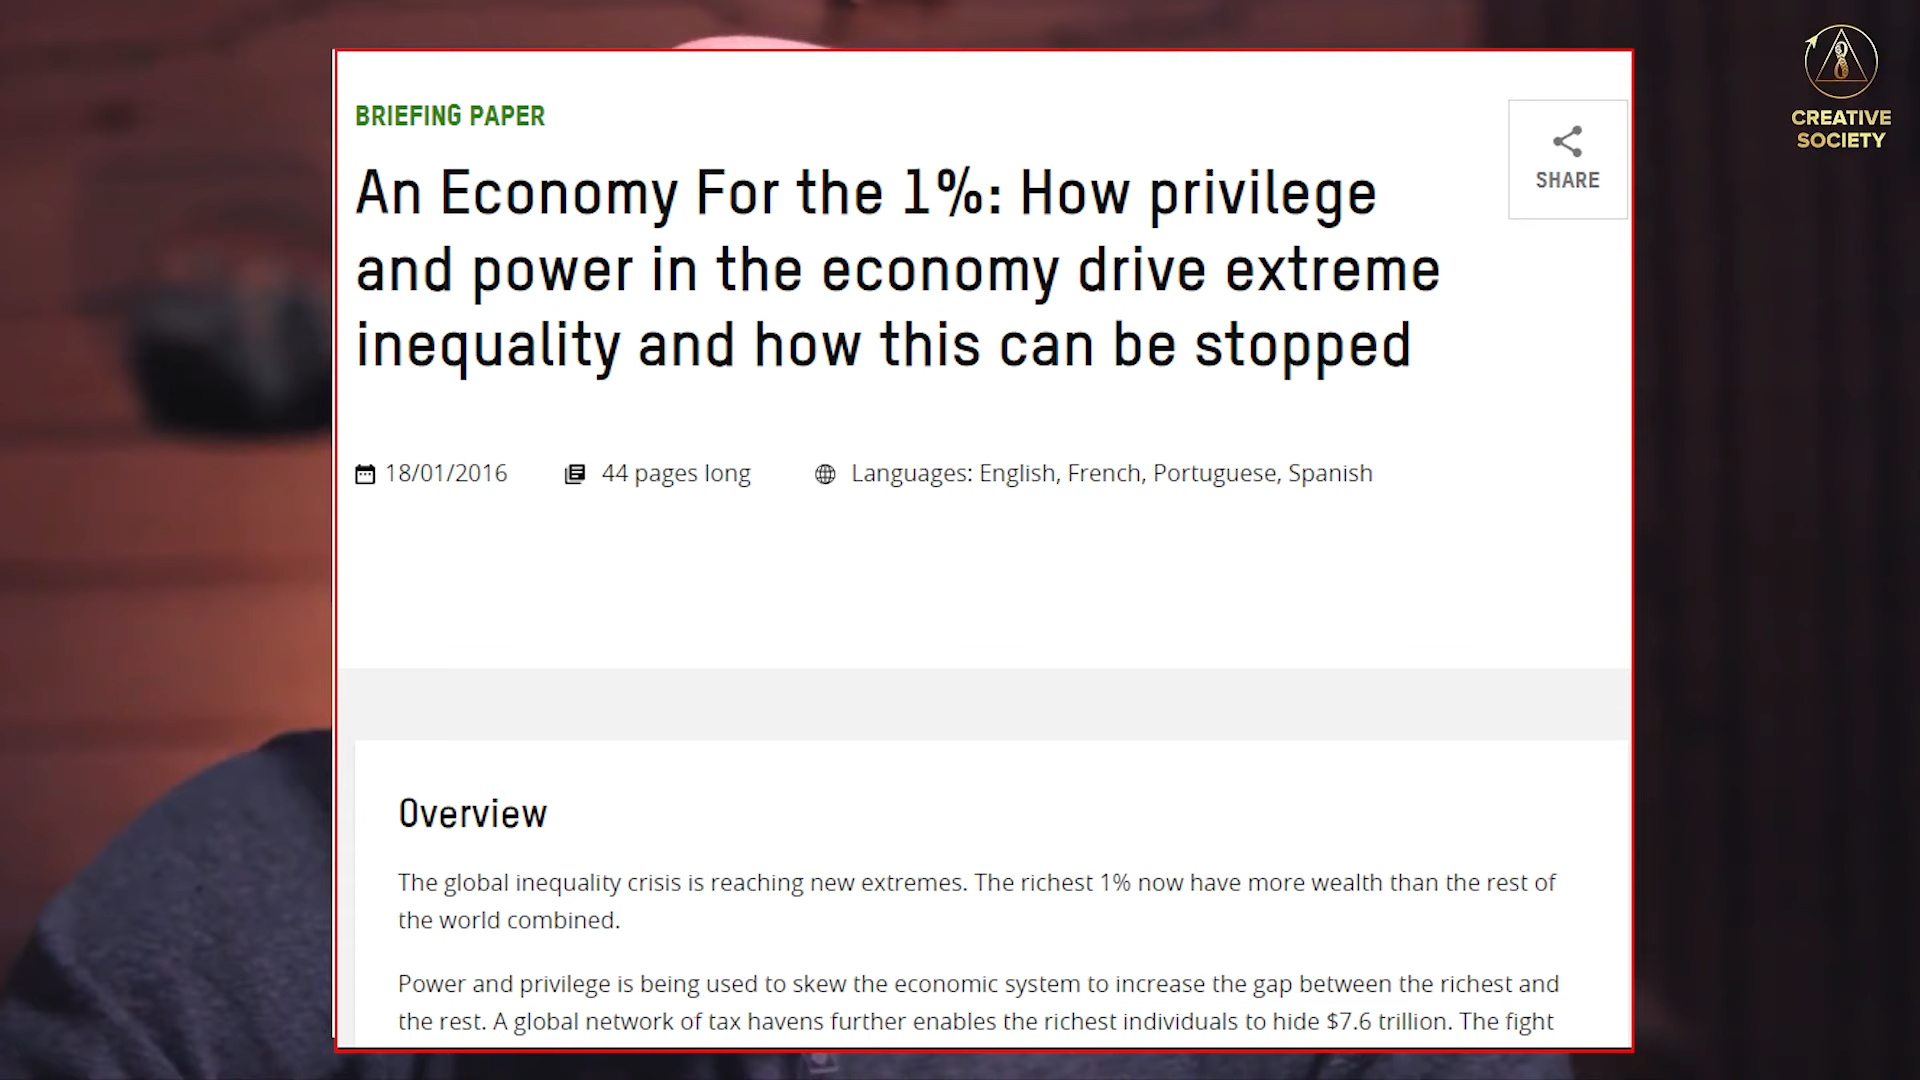 CREATIVE
SOCIETY
BRIEFING PAPER
An Economy For the 1%: How privilege
and power in the economy drive extreme
inequality and how this can be stopped
SHARE
18/01/2016
44 pages long
Languages: English, French, Portuguese, Spanish
Overview
The global inequality crisis is reaching new extremes. The richest 1% now have more wealth than the rest of
the world combined.
Power and privilege is being used to skew the economic system to increase the gap between the richest and
the rest. A global network of tax havens further enables the richest individuals to hide $7.6 trillion. The fight